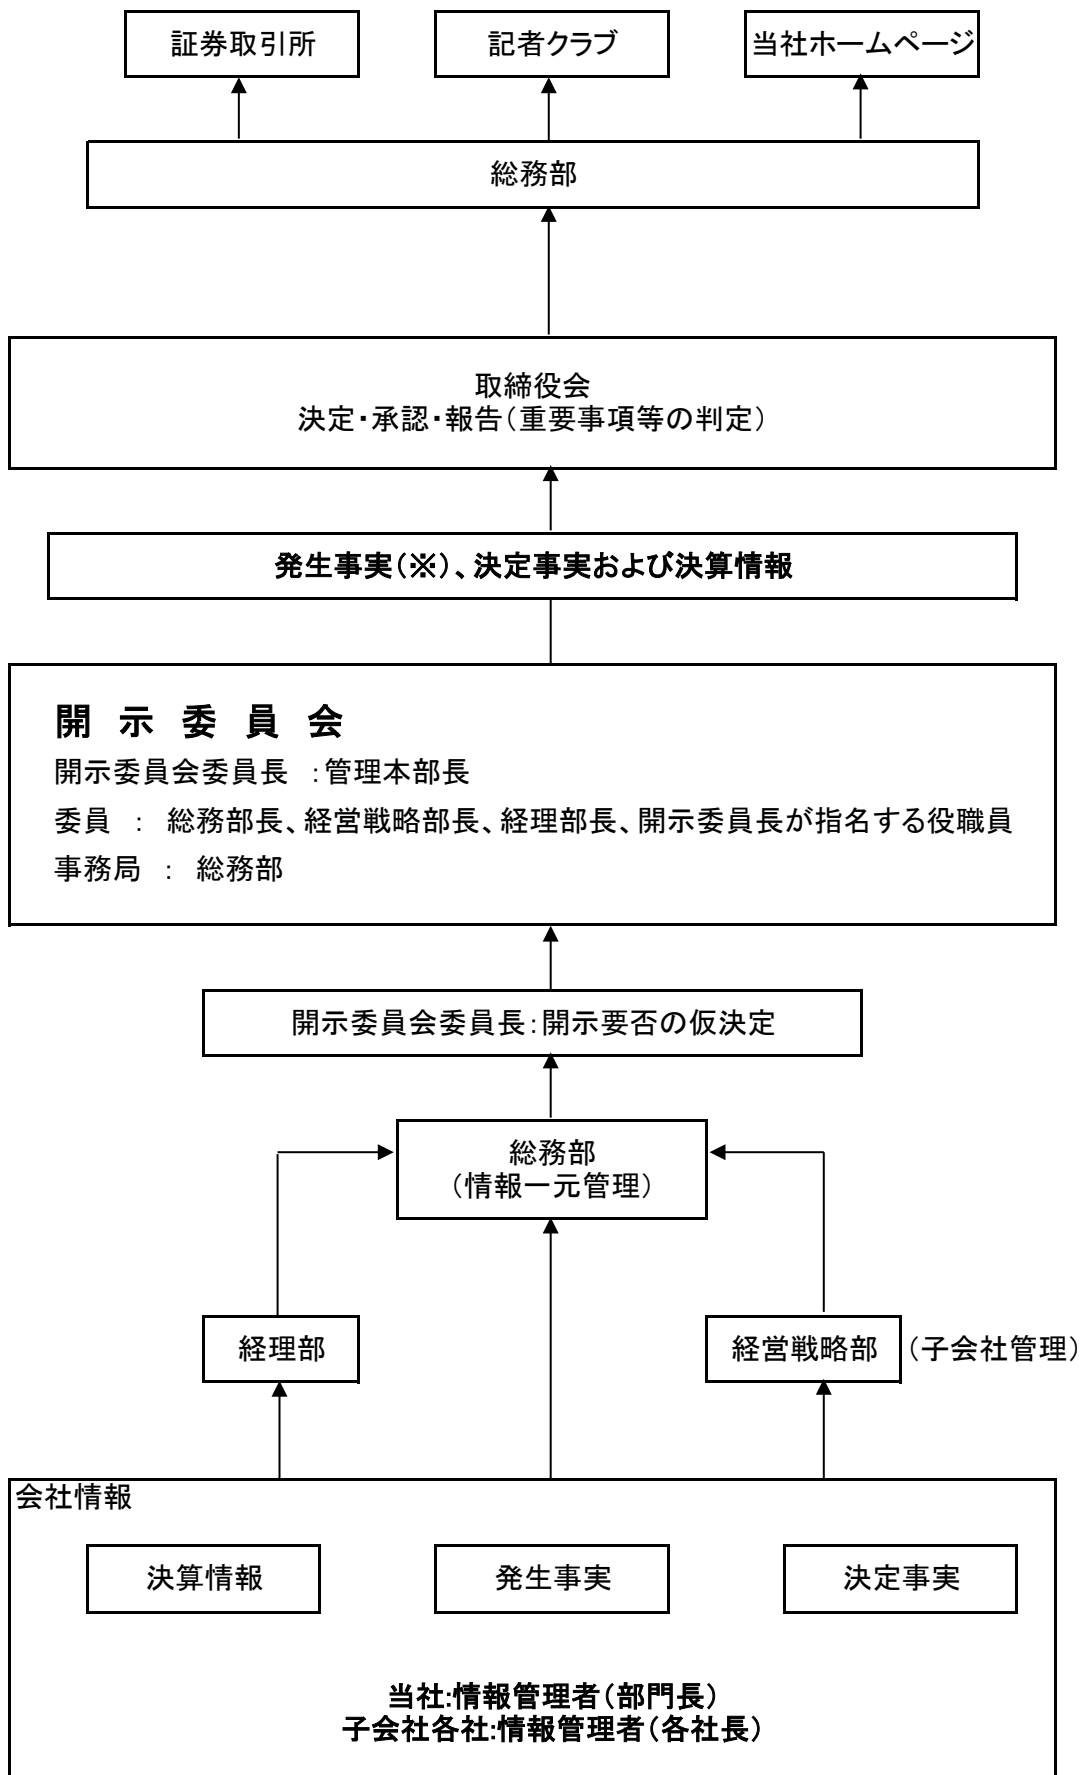 証券取引所
記者クラブ
当社ホームページ
総務部
取締役会
決定・承認・報告（重要事項等の判定）
発生事実（※）、決定事実および決算情報
開　示　委　員　会
開示委員会委員長　：管理本部長
委員　：　総務部長、経営戦略部長、経理部長、開示委員長が指名する役職員
事務局　：　総務部
開示委員会委員長：開示要否の仮決定
総務部
（情報一元管理）
経理部
経営戦略部
（子会社管理）
会社情報
決算情報
発生事実
決定事実
当社:情報管理者（部門長）
子会社各社:情報管理者（各社長）